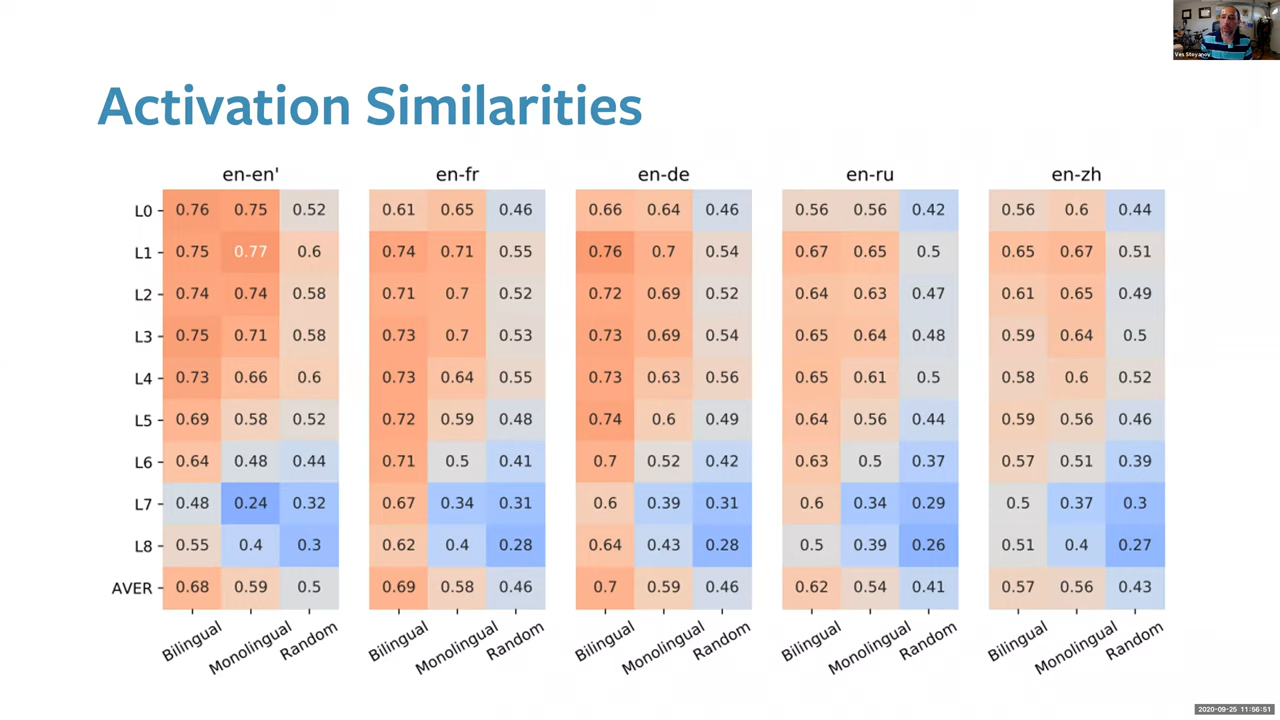 Ves Stoyanov
Activation Similarities
en-en' en-fr en-de en-ru en-zh
L0 0.76 0.75 0.52 0.61 0.65 0.46 0.66 0.64 0.46 0.56 0.56 0.42 0.56 0.6 0.44
L1 0.75 0.77 0.6 0.74 0.71 0.55 0.76 0.7 0.54 0.67 0.65 0.5 0.65 0.67 0.51
L2 0.74 0.74 0.58 0.71 0.7 0.52 0.72 0.69 0.52 0.64 0.63 0.47 0.61 0.65 0.49
L3 0.75 0.71 0.58 0.73 0.7 0.53 0.73 0.69 0.54 0.65 0.64 0.48 0.59 0.64 0.5
L4 0.73 0.66 0.6 0.73 0.64 0.55 0.73 0.63 0.56 0.65 0.61 0.5 0.58 0.6 0.52
L5 0.69 0.58 0.52 0.72 0.59 0.48 0.74 0.6 0.49 0.64 0.56 0.44 0.59 0.56 0.46
L6 0.64 0.48 0.44 0.71 0.5 0.41 0.7 0.52 0.42 0.63 0.5 0.37 0.57 0.51 0.39
L7 0.48 0.24 0.32 0.67 0.34 0.31 0.6 0.39 0.31 0.6 0.34 0.29 0.5 0.37 0.3
L8 0.55 0.4 0.3 0.62 0.4 0.28 0.64 0.43 0.28 0.5 0.39 0.26 0.51 0.4 0.27
AVER 0.68 0.59 0.5 0.69 0.58 0.46 0.7 0.59 0.46 0.62 0.54 0.41 0.57 0.56 0.43
Bilingual Monolingual Random Bilingual Monolingual Random Bilingual Monolingual Random Bilingual Monolingual Random Bilingual Monolingual Random
2020-09-25 11:56:51